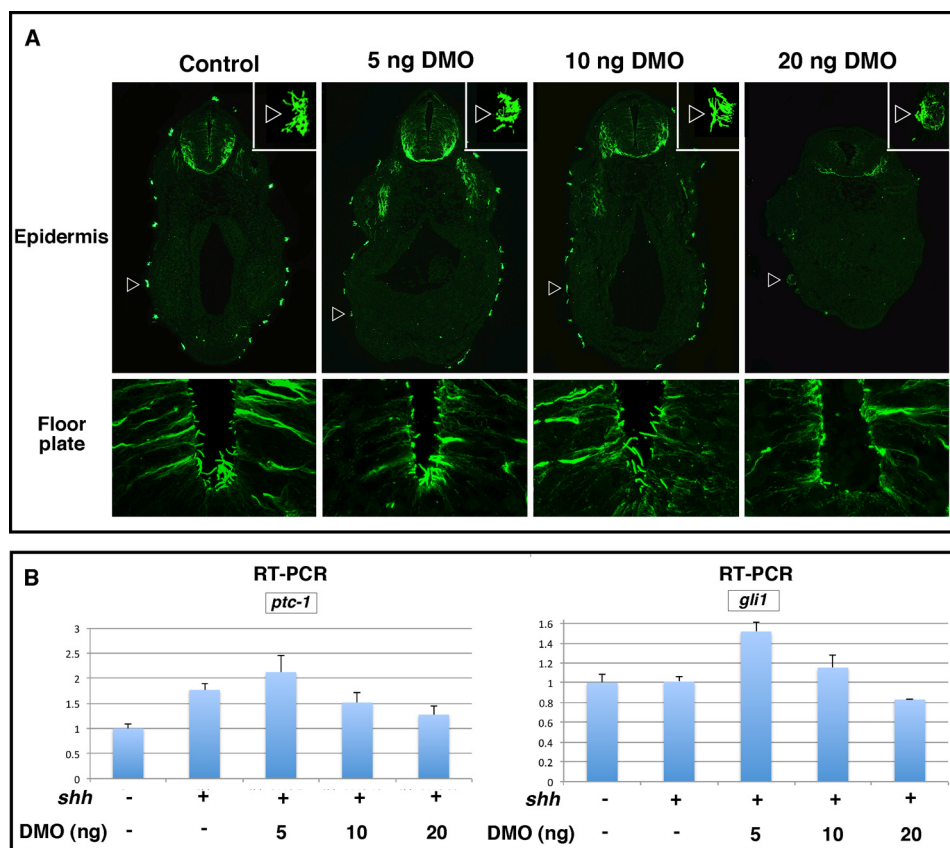 A
Control 5 ng DMO 10 ng DMO 20 ng DMO
Epidermis
Floor plate
B
RT-PCR
ptc-1
3
2.5
2
1.5
1
0.5
0
shh - + + + +
DMO (ng) - - 5 10 20
RT-PCR
gli1
1.6
1.4
1.2
1
0.8
0.6
0.4
0.2
0
shh - + + + +
DMO (ng) - - 5 10 20